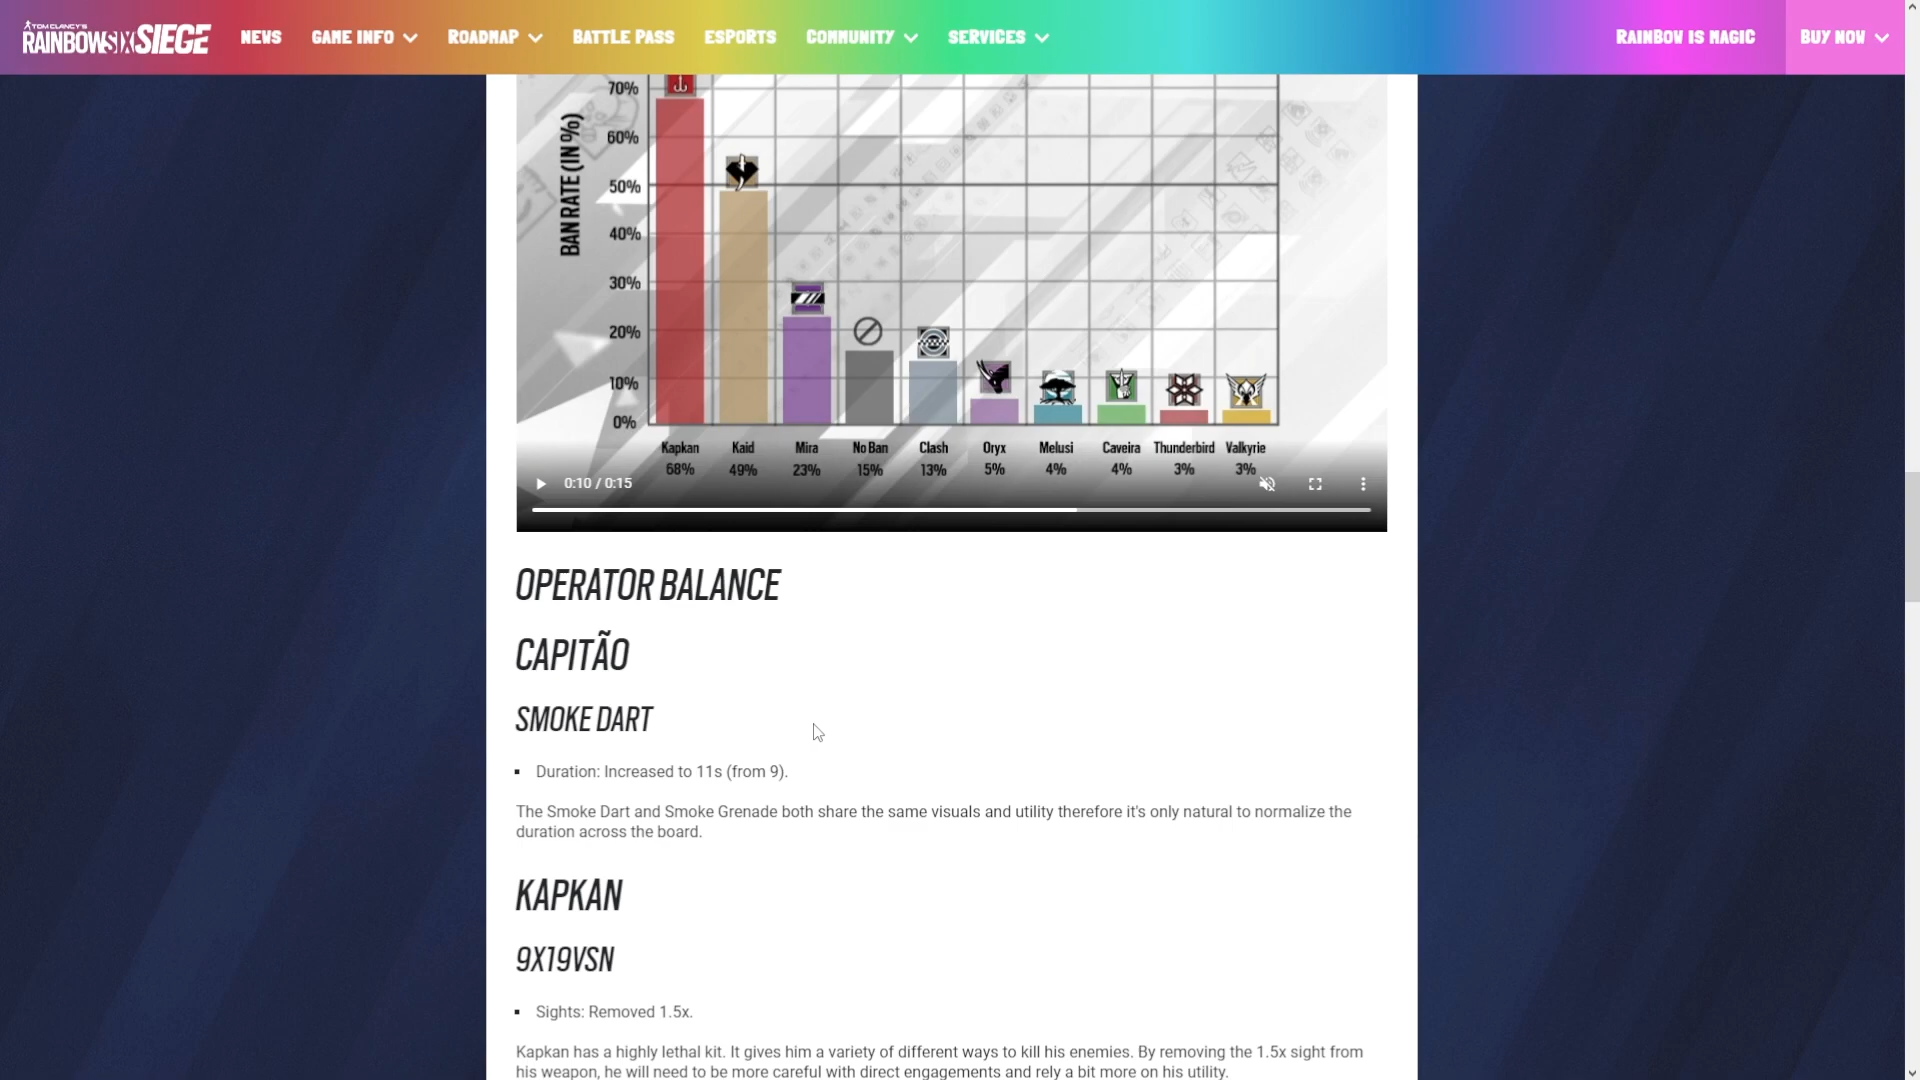 TOM CLANCY'S
RAINBOWSIX SIEGE
NEWS GAME INFO ROADMAP BATTLE PASS ESPORTS COMMUNITY SERVICES RAINBOW IS MAGIC BUY NOW
BAN RATE (IN %)
70%
60%
50%
40%
30%
20%
10%
0%
Kapkan Kaid Mira No Ban Clash Oryx Melusi Caveira Thunderbird Valkyrie
68% 49% 23% 15% 13% 5% 4% 4% 3% 3%
0:10 / 0:15
OPERATOR BALANCE
CAPITÃO
SMOKE DART
▪ Duration: Increased to 11s (from 9).
The Smoke Dart and Smoke Grenade both share the same visuals and utility therefore it's only natural to normalize the
duration across the board.
KAPKAN
9X19VSN
▪ Sights: Removed 1.5x.
Kapkan has a highly lethal kit. It gives him a variety of different ways to kill his enemies. By removing the 1.5x sight from
his weapon, he will need to be more careful with direct engagements and rely a bit more on his utility.